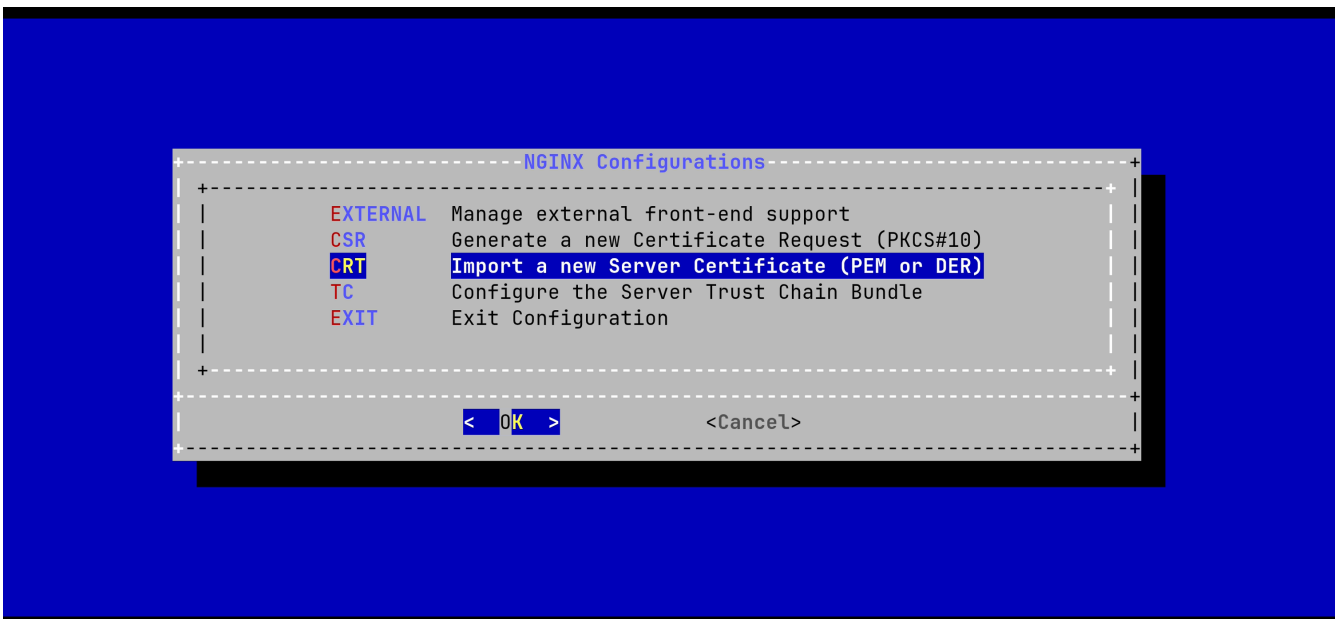 NGINX Configurations
EXTERNAL Manage external front-end support
CSR Generate a new Certificate Request (PKCS#10)
CRT Import a new Server Certificate (PEM or DER)
TC Configure the Server Trust Chain Bundle
EXIT Exit Configuration
< OK > <Cancel>